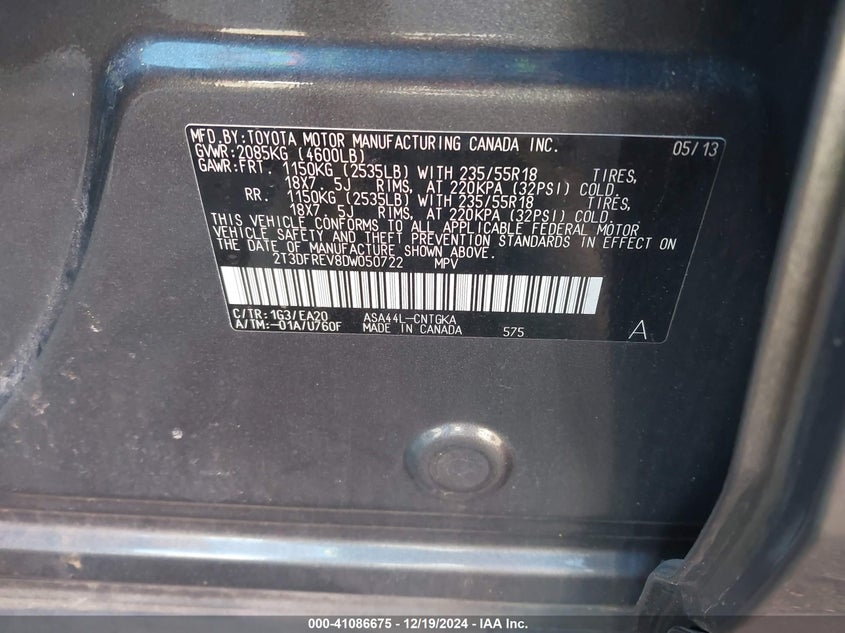 MFD.BY:TOYOTA MOTOR MANUFACTURING CANADA INC. 05/13
GVWR:2085KG (4600LB)
GAWR:FRT. 1150KG (2535LB) WITH 235/55R18 TIRES,
18X7. 5J RIMS, AT 220KPA (32PSI) COLD.
RR. 1150KG (2535LB) WITH 235/55R18 TIRES,
18X7. 5J RIMS, AT 220KPA (32PSI) COLD.
THIS VEHICLE CONFORMS TO ALL APPLICABLE FEDERAL MOTOR
VEHICLE SAFETY AND THEFT PREVENTION STANDARDS IN EFFECT ON
THE DATE OF MANUFACTURE SHOWN ABOVE.
2T3DFREV8DW050722 MPV
C/TR:1G3/EA20 ASA44L-CNTGKA
A/TM:-01A/U760F MADE IN CANADA 575 A
000-41086675 - 12/19/2024 - IAA Inc.